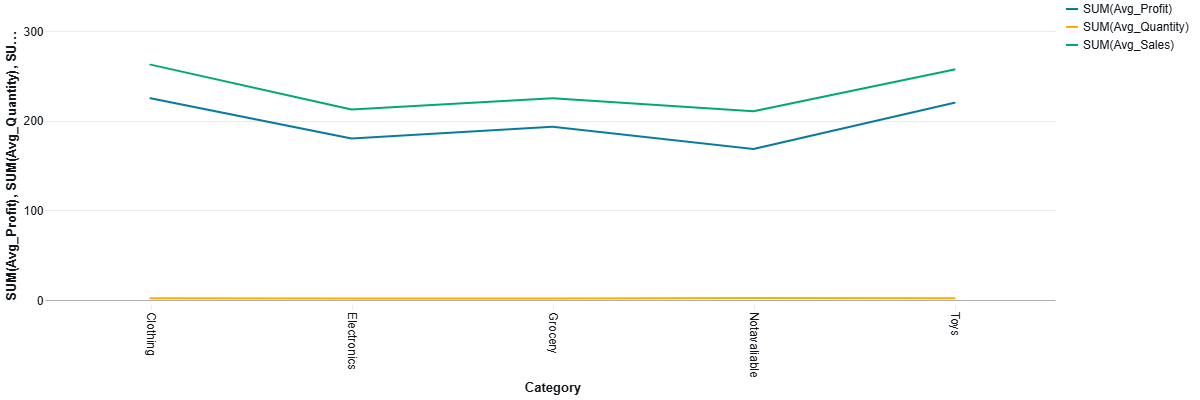 SUM(Avg_Profit)
SUM(Avg_Quantity)
SUM(Avg_Sales)
SUM(Avg_Profit), SUM(Avg_Quantity), SU...
300
200
100
0
Clothing
Electronics
Grocery
Notavaliable
Toys
Category